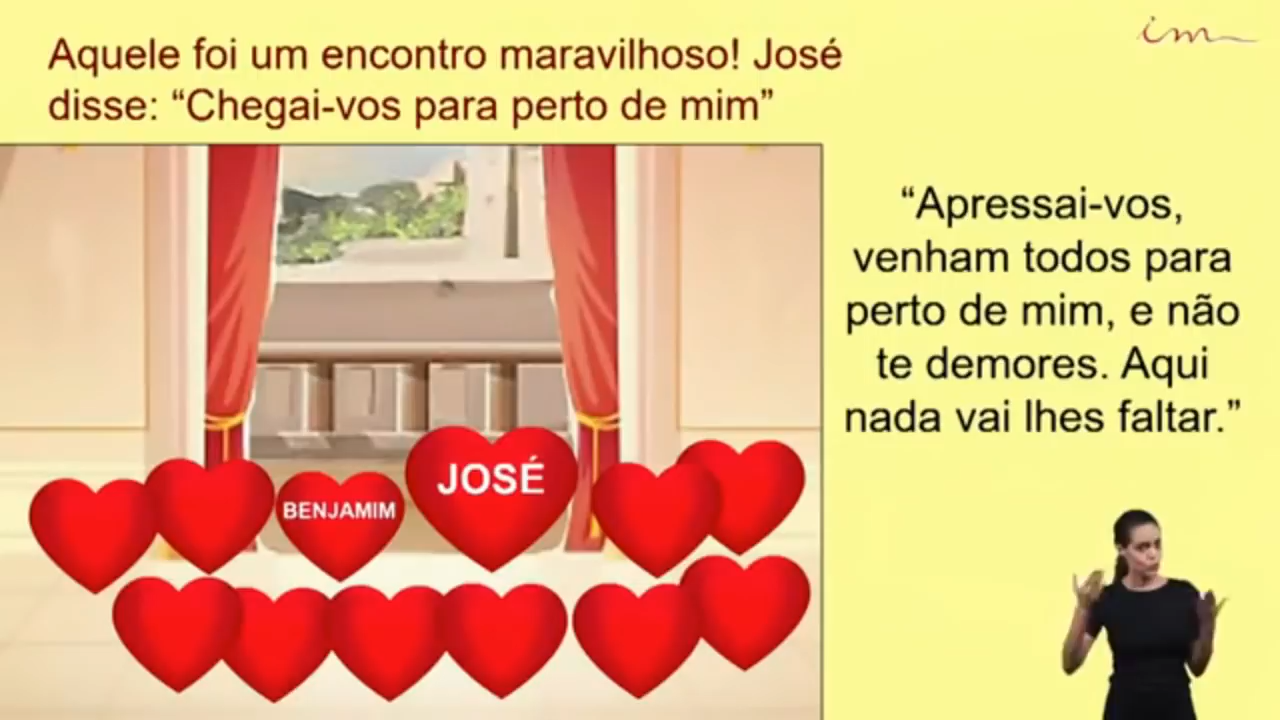 Aquele foi um encontro maravilhoso! José
disse: “Chegai-vos para perto de mim”
im
“Apressai-vos,
venham todos para
perto de mim, e não
te demores. Aqui
nada vai lhes faltar.”
JOSÉ
BENJAMIM